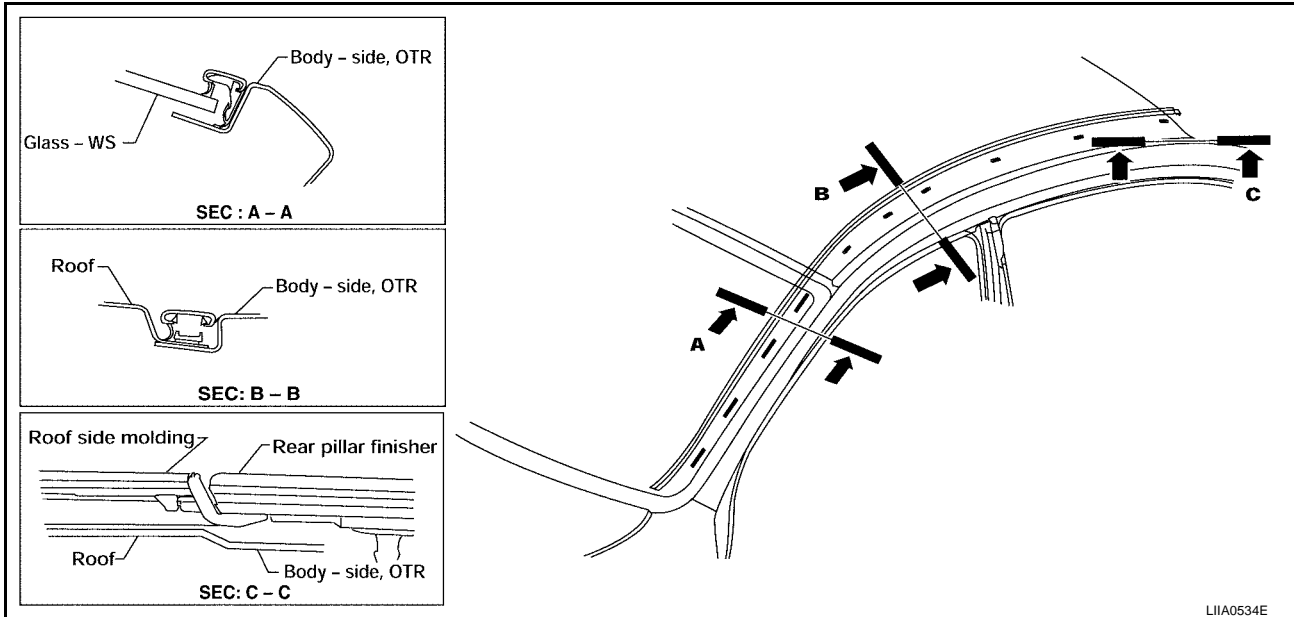 Body – side, OTR
Glass – WS
SEC : A – A
Roof
Body – side, OTR
SEC: B – B
Roof side molding
Rear pillar finisher
Roof
Body – side, OTR
SEC: C – C
B
C
A
LIIA0534E